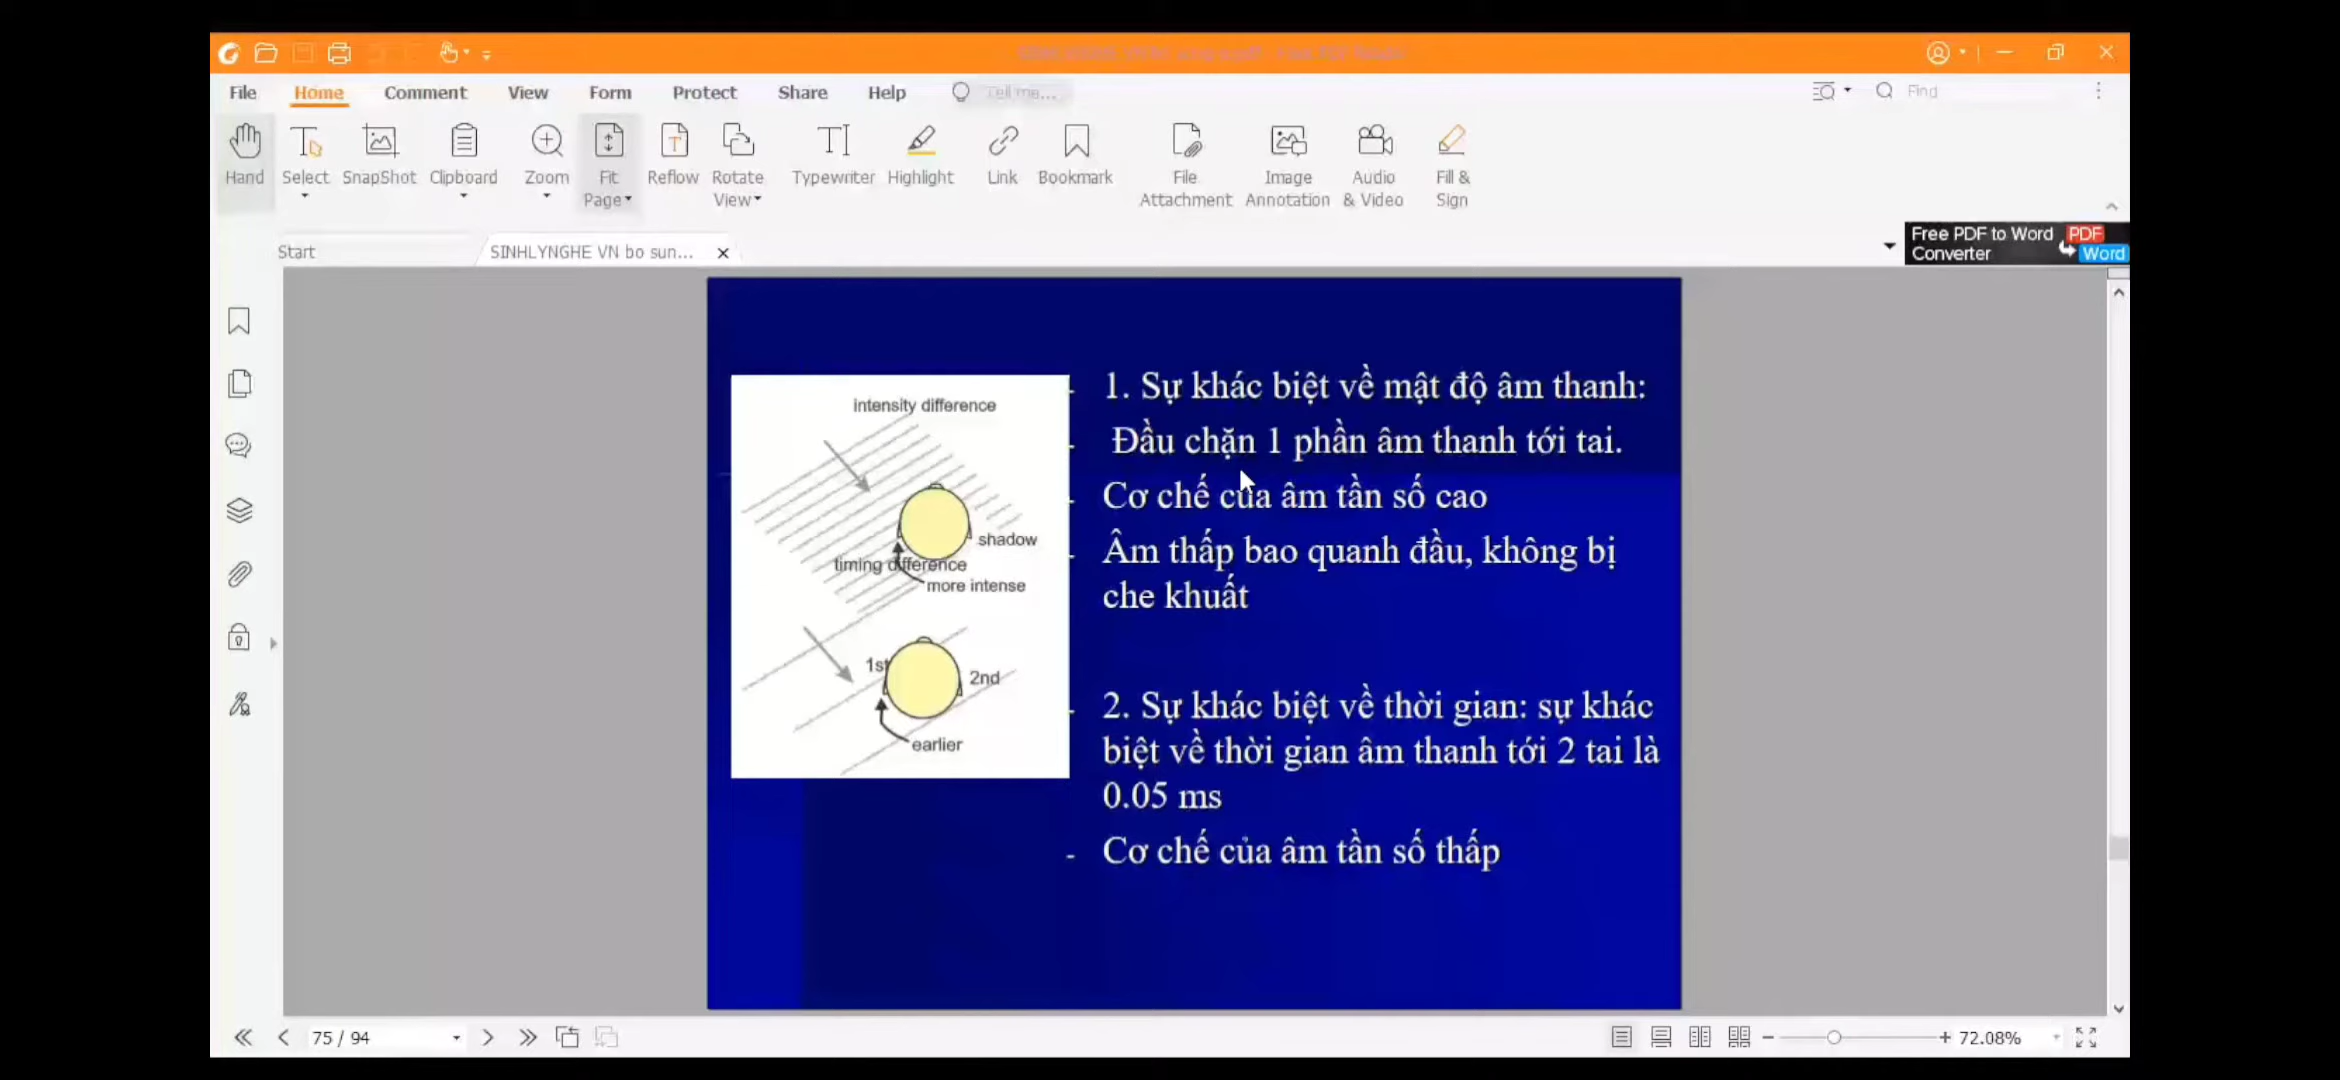 File Home Comment View Form Protect Share Help Tell me... Find
Hand Select SnapShot Clipboard Zoom Fit Page Reflow Rotate View Typewriter Highlight Link Bookmark File Attachment Image Annotation Audio & Video Fill & Sign
Free PDF to Word Converter PDF Word
Start SINHLYNGHE VN bo sun...
intensity difference
shadow
timing difference
more intense
1st
2nd
earlier
- 1. Sự khác biệt về mật độ âm thanh:
- Đầu chặn 1 phần âm thanh tới tai.
- Cơ chế của âm tần số cao
- Âm thấp bao quanh đầu, không bị
che khuất
- 2. Sự khác biệt về thời gian: sự khác
biệt về thời gian âm thanh tới 2 tai là
0.05 ms
- Cơ chế của âm tần số thấp
75 / 94
72.08%